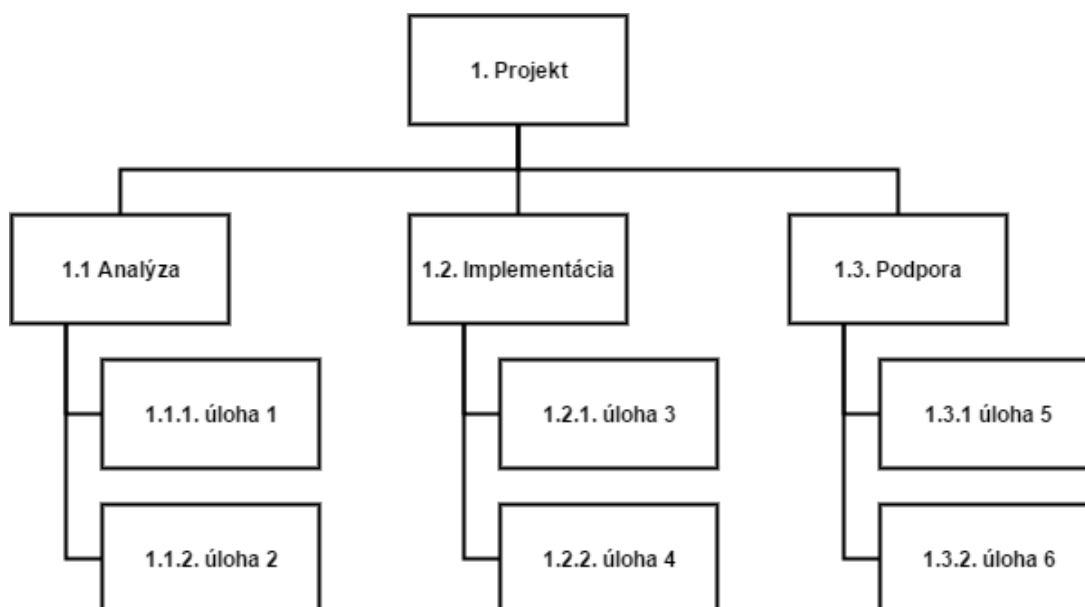 1. Projekt
1.1 Analýza
1.2. Implementácia
1.3. Podpora
1.1.1. úloha 1
1.2.1. úloha 3
1.3.1 úloha 5
1.1.2. úloha 2
1.2.2. úloha 4
1.3.2. úloha 6